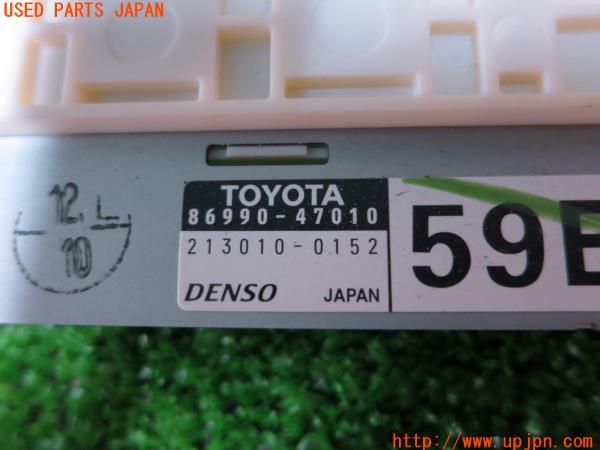 USED PARTS JAPAN
12. L
10
TOYOTA
86990-47010
213010-0152
DENSO JAPAN
59E
http://www.upjpn.com/